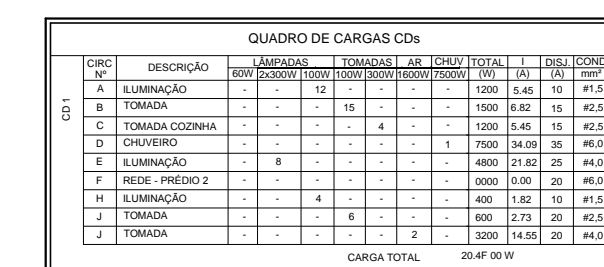 QUADRO DE CARGAS CDs
CIRC Nº DESCRIÇÃO LÂMPADAS TOMADAS AR CHUV TOTAL I DISJ. COND
60W 2x300W 100W 100W 300W 1600W 7500W (W) (A) (A) mm²
CD 1
A ILUMINAÇÃO - - 12 - - - - 1200 5.45 10 #1,5
B TOMADA - - - 15 - - - 1500 6.82 15 #2,5
C TOMADA COZINHA - - - - 4 - - 1200 5.45 15 #2,5
D CHUVEIRO - - - - - - 1 7500 34.09 35 #6,0
E ILUMINAÇÃO - 8 - - - - - 4800 21.82 25 #4,0
F REDE - PRÉDIO 2 - - - - - - - 0000 0.00 20 #6,0
H ILUMINAÇÃO - - 4 - - - - 400 1.82 10 #1,5
J TOMADA - - - 6 - - - 600 2.73 20 #2,5
J TOMADA - - - - - 2 - 3200 14.55 20 #4,0
CARGA TOTAL 20.4F 00 W